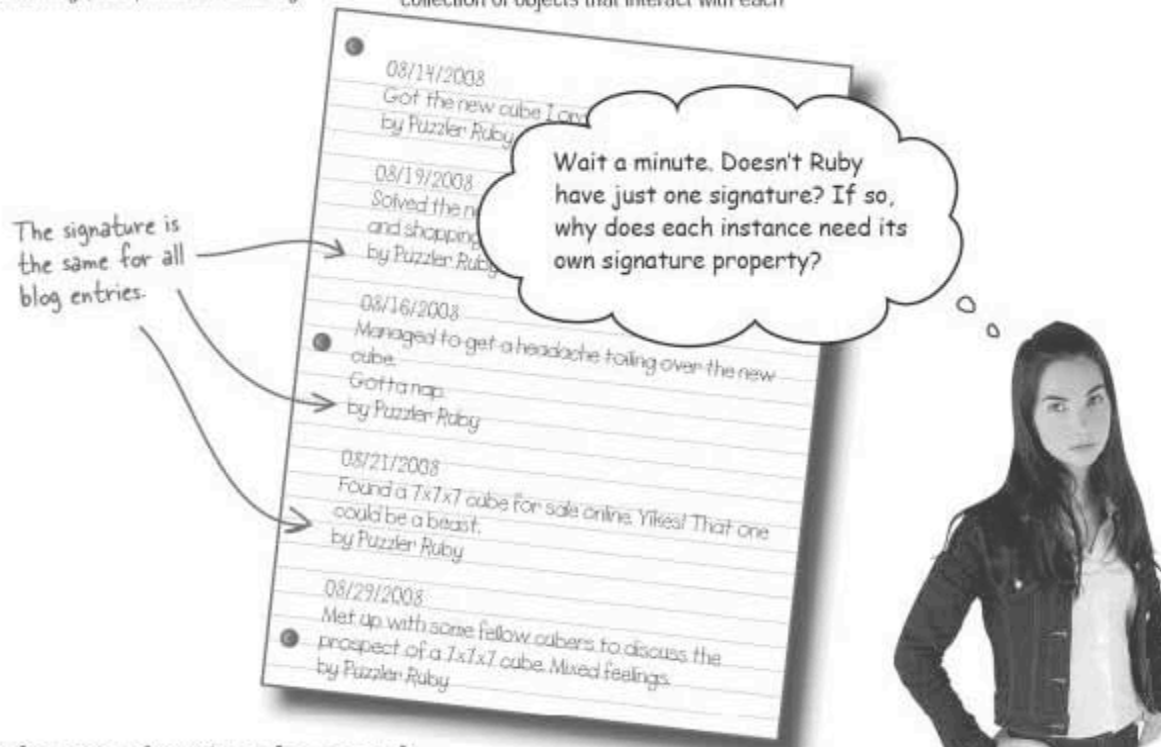 collection of objects that interact with each
08/14/2008
Got the new cube I
by Puzzler Ruby
08/19/2008
Solved the
and shopping
by Puzzler Ruby
08/16/2008
Managed to get a headache toiling over the new
cube.
Gotta nap.
by Puzzler Ruby
08/21/2008
Found a 7x7x7 cube for sale online. Yikes! That one
could be a beast.
by Puzzler Ruby
08/29/2008
Met up with some fellow cubers to discuss the
prospect of a 7x7x7 cube. Mixed feelings.
by Puzzler Ruby
The signature is
the same for all
blog entries.
Wait a minute. Doesn't Ruby
have just one signature? If so,
why does each instance need its
own signature property?